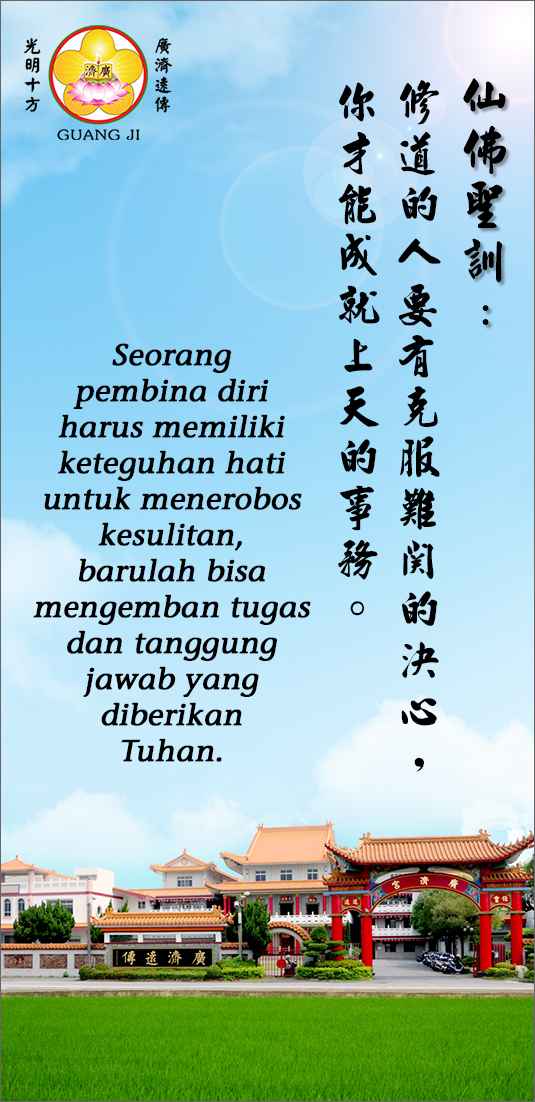 光明十方
廣濟
廣濟遠傳
GUANG JI
仙佛聖訓：
修道的人要有克服難関的決心，
你才能成就上天的事務。
Seorang
pembina diri
harus memiliki
keteguhan hati
untuk menerobos
kesulitan,
barulah bisa
mengemban tugas
dan tanggung
jawab yang
diberikan
Tuhan.
宮濟廣
傳遠濟廣